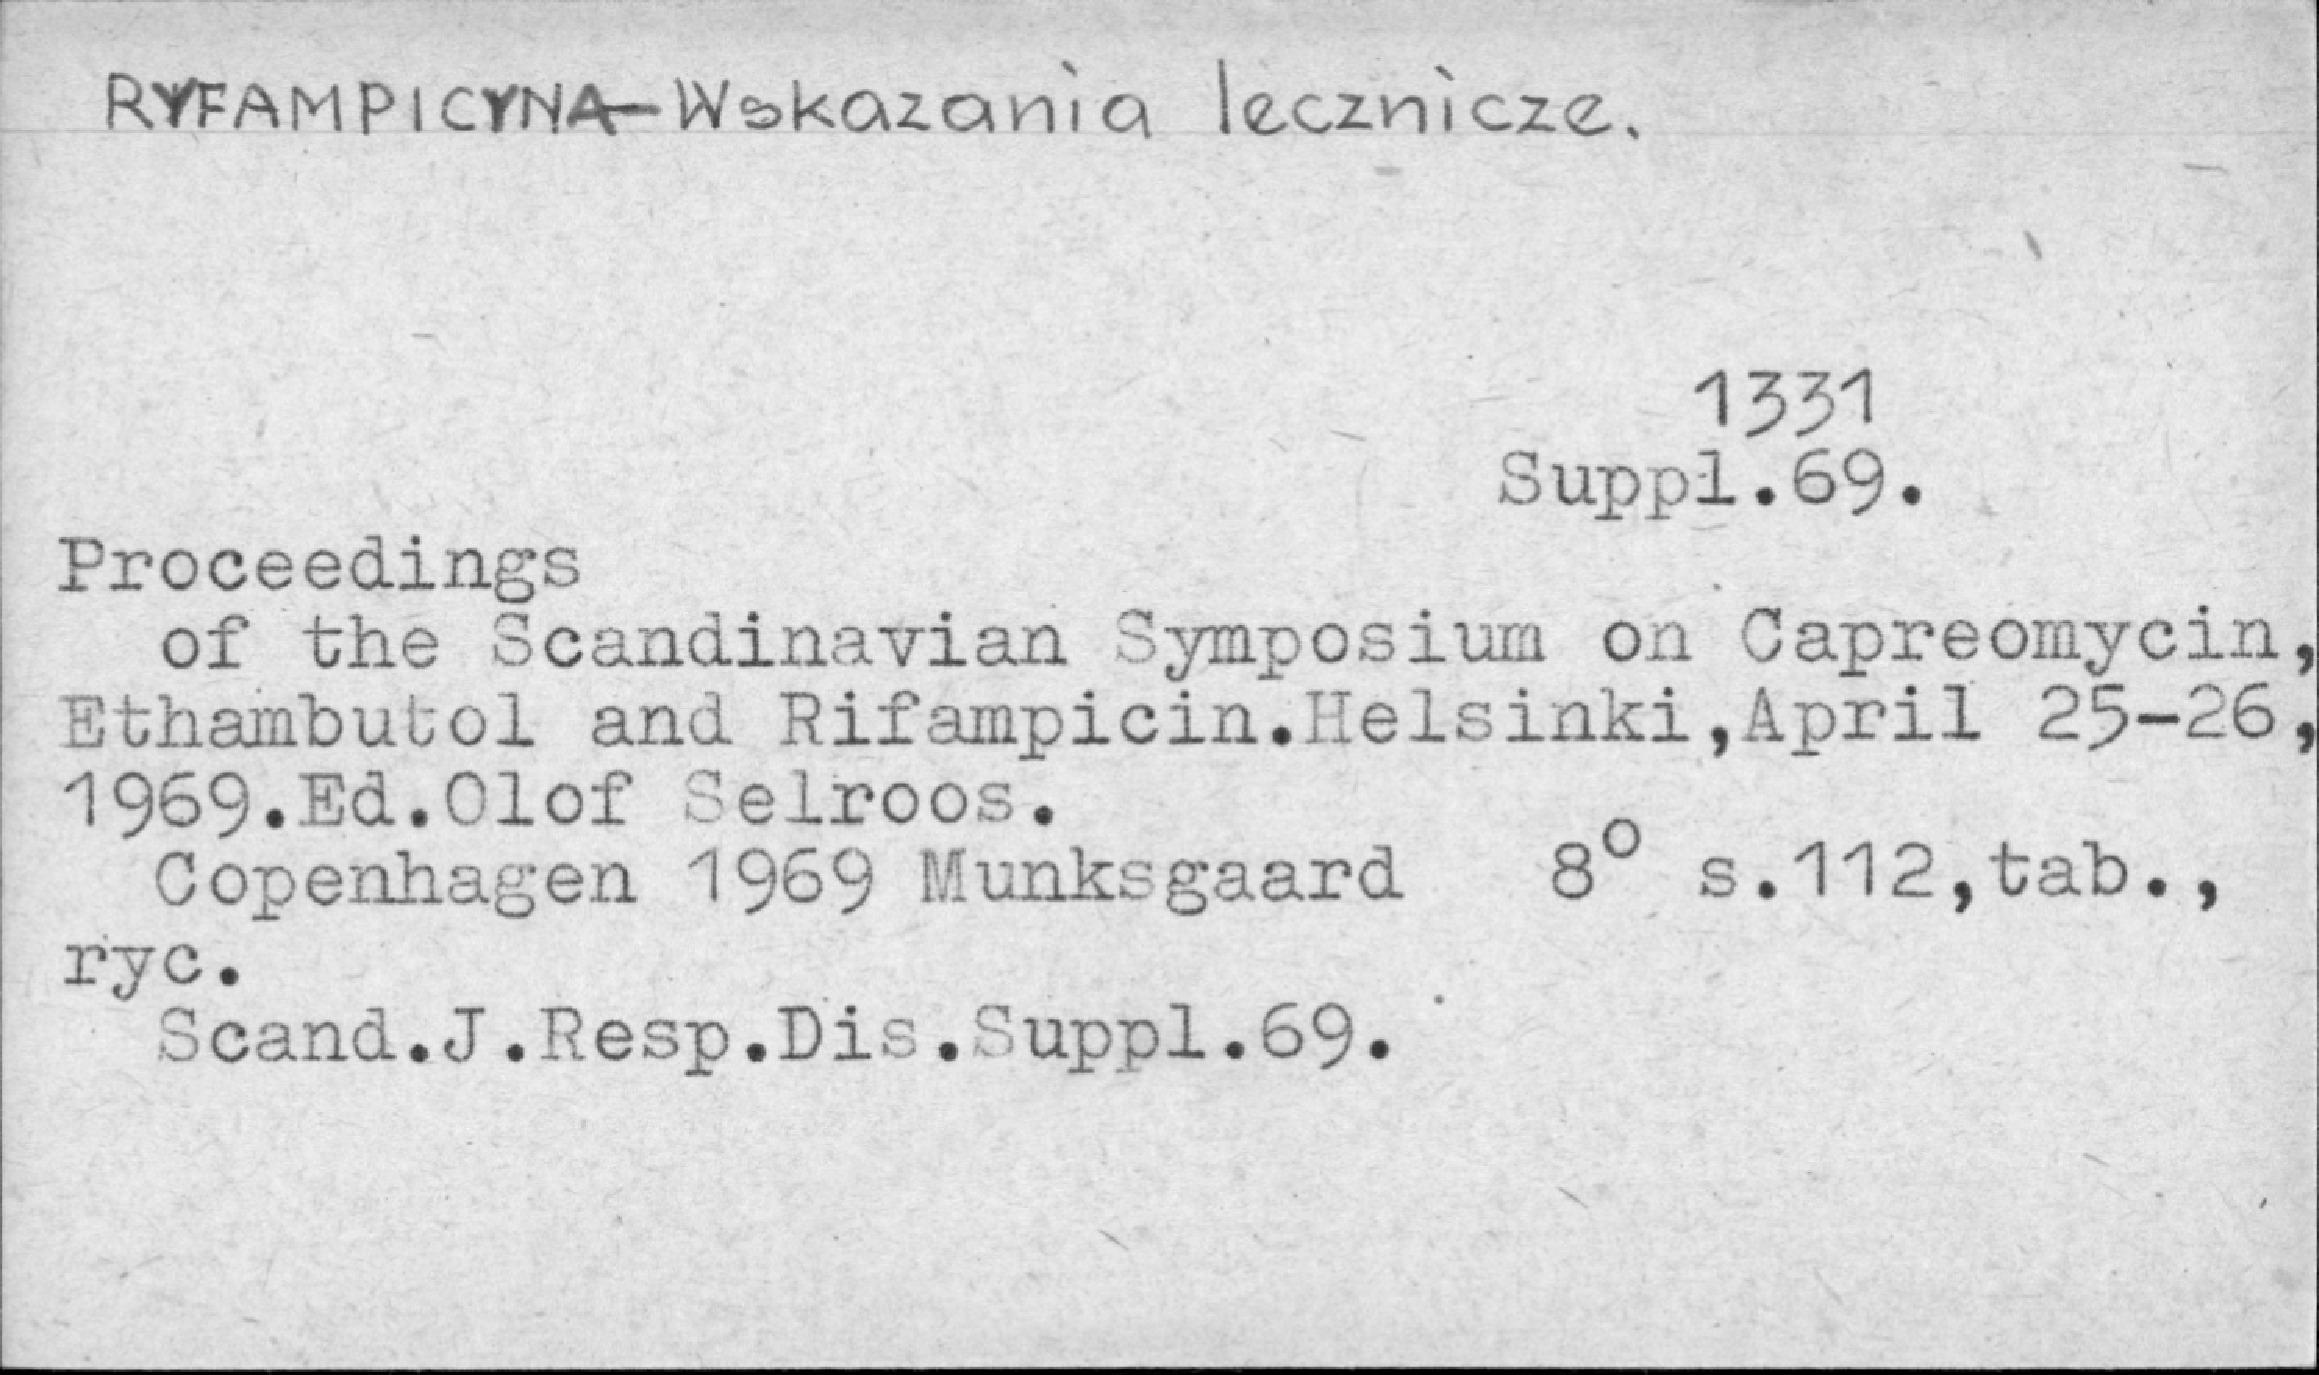 RYFAMPICYNA-Wskazania lecznicze.
1331
Suppl.69.
Proceedings
of the Scandinavian Symposium on Capreomycin,
Ethambutol and Rifampicin.Helsinki,April 25-26,
1969.Ed.Olof Selroos.
Copenhagen 1969 Munksgaard 8° s.112,tab.,
ryc.
Scand.J.Resp.Dis.Suppl.69.